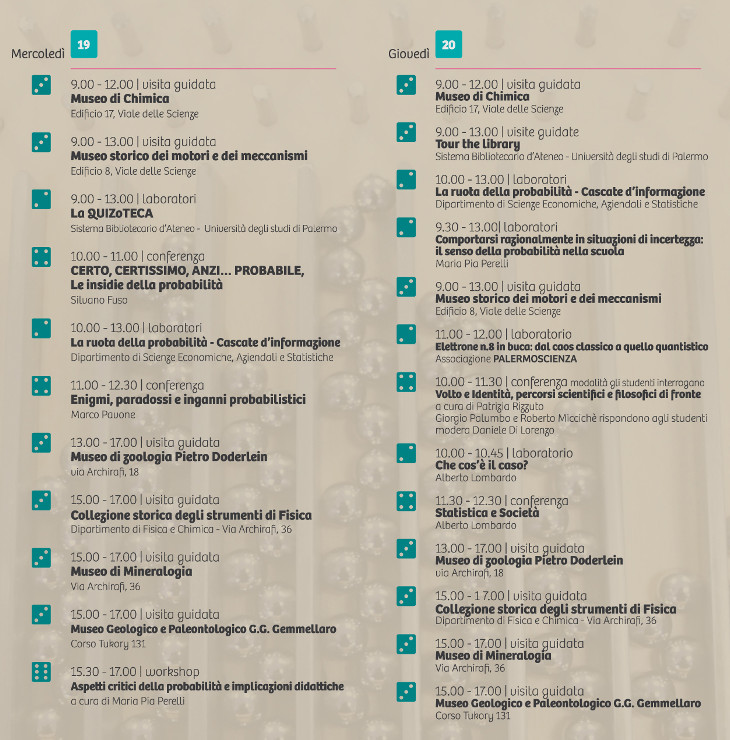 Mercoledì 19
9.00 - 12.00 | visita guidata
Museo di Chimica
Edificio 17, Viale delle Scienze
9.00 - 13.00 | visita guidata
Museo storico dei motori e dei meccanismi
Edificio 8, Viale delle Scienze
9.00 - 13.00 | laboratori
La QUIZoTECA
Sistema Bibliotecario d'Ateneo - Università degli studi di Palermo
10.00 - 11.00 | conferenza
CERTO, CERTISSIMO, ANZI... PROBABILE,
Le insidie della probabilità
Silvano Fuso
10.00 - 13.00 | laboratori
La ruota della probabilità - Cascate d'informazione
Dipartimento di Scienze Economiche, Aziendali e Statistiche
11.00 - 12.30 | conferenza
Enigmi, paradossi e inganni probabilistici
Marco Pavone
13.00 - 17.00 | visita guidata
Museo di zoologia Pietro Doderlein
via Archirafi, 18
15.00 - 17.00 | visita guidata
Collezione storica degli strumenti di Fisica
Dipartimento di Fisica e Chimica - Via Archirafi, 36
15.00 - 17.00 | visita guidata
Museo di Mineralogia
Via Archirafi, 36
15.00 - 17.00 | visita guidata
Museo Geologico e Paleontologico G.G. Gemmellaro
Corso Tukory 131
15.30 - 17.00 | workshop
Aspetti critici della probabilità e implicazioni didattiche
a cura di Maria Pia Perelli
Giovedì 20
9.00 - 12.00 | visita guidata
Museo di Chimica
Edificio 17, Viale delle Scienze
9.00 - 13.00 | visite guidate
Tour the library
Sistema Bibliotecario d'Ateneo - Università degli studi di Palermo
10.00 - 13.00 | laboratori
La ruota della probabilità - Cascate d'informazione
Dipartimento di Scienze Economiche, Aziendali e Statistiche
9.30 - 13.00| laboratori
Comportarsi razionalmente in situazioni di incertezza:
il senso della probabilità nella scuola
Maria Pia Perelli
9.00 - 13.00 | visita guidata
Museo storico dei motori e dei meccanismi
Edificio 8, Viale delle Scienze
11.00 - 12.00 | laboratorio
Elettrone n.8 in buca: dal caos classico a quello quantistico
Associazione PALERMOSCIENZA
10.00 - 11.30 | conferenza modalità gli studenti interrogano
Volto e Identità, percorsi scientifici e filosofici di fronte
a cura di Patrizia Rizzuto
Giorgio Palumbo e Roberto Miccichè rispondono agli studenti
modera Daniele Di Lorenzo
10.00 - 10.45 | laboratorio
Che cos'è il caso?
Alberto Lombardo
11.30 - 12.30 | conferenza
Statistica e Società
Alberto Lombardo
13.00 - 17.00 | visita guidata
Museo di zoologia Pietro Doderlein
via Archirafi, 18
15.00 - 17.00 | visita guidata
Collezione storica degli strumenti di Fisica
Dipartimento di Fisica e Chimica - Via Archirafi, 36
15.00 - 17.00 | visita guidata
Museo di Mineralogia
Via Archirafi, 36
15.00 - 17.00 | visita guidata
Museo Geologico e Paleontologico G.G. Gemmellaro
Corso Tukory 131